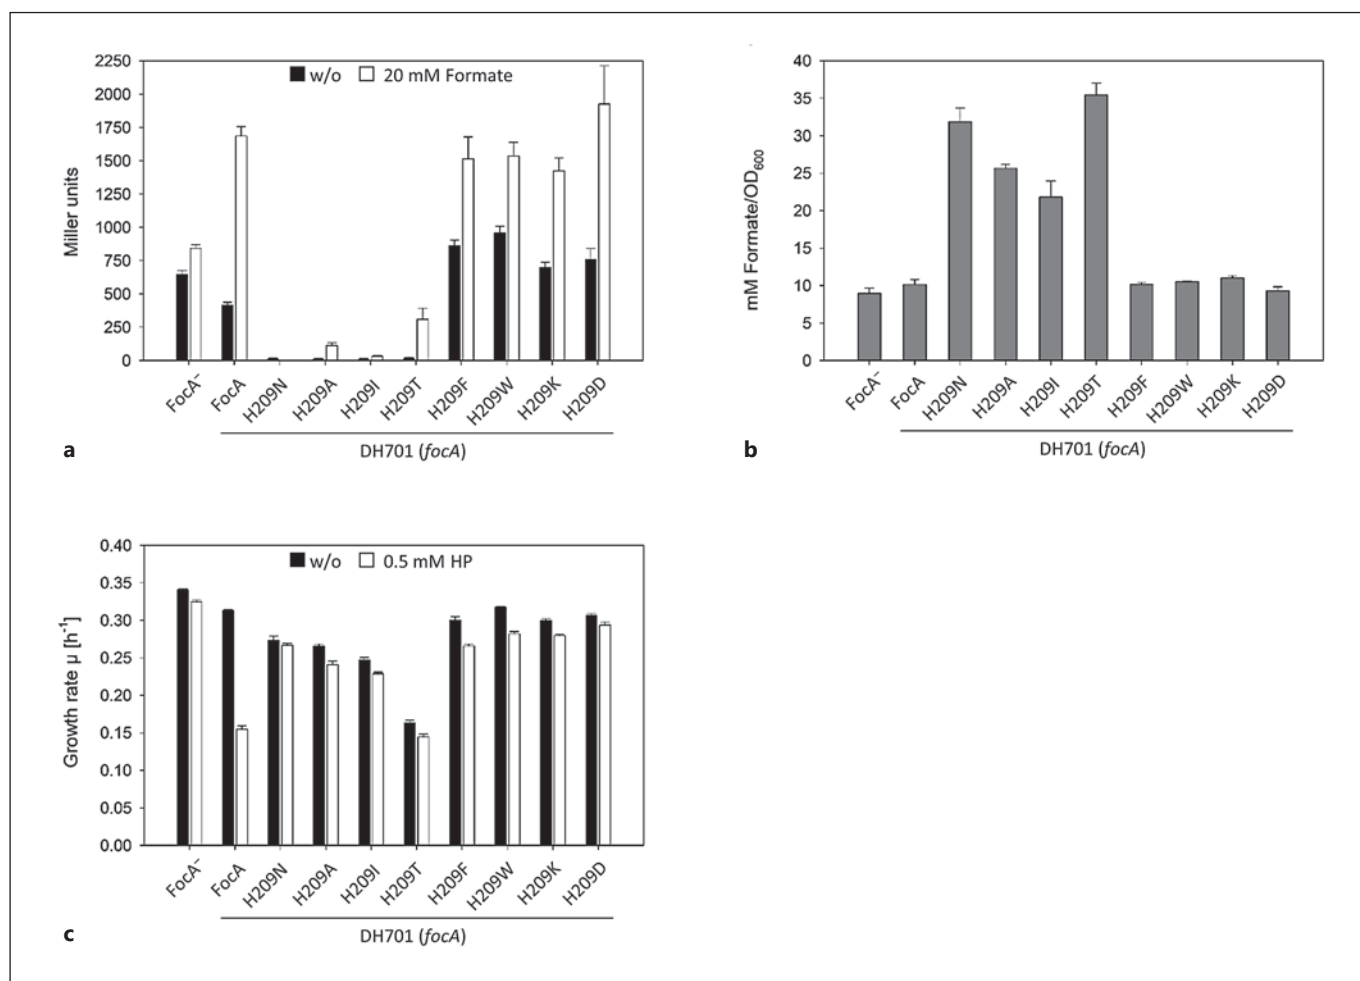 2250
2000
1750
1500
1250
1000
750
500
250
0
Miller units
w/o 20 mM Formate
FocA⁻ FocA H209N H209A H209I H209T H209F H209W H209K H209D
DH701 (focA)
a
40
35
30
25
20
15
10
5
0
mM Formate/OD₆₀₀
FocA⁻ FocA H209N H209A H209I H209T H209F H209W H209K H209D
DH701 (focA)
b
0.40
0.35
0.30
0.25
0.20
0.15
0.10
0.05
0.00
Growth rate μ [h⁻¹]
w/o 0.5 mM HP
FocA⁻ FocA H209N H209A H209I H209T H209F H209W H209K H209D
DH701 (focA)
c